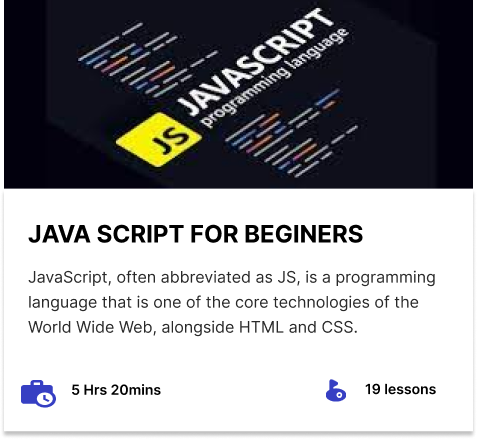 JAVASCRIPT
programming language
JS
JAVA SCRIPT FOR BEGINERS
JavaScript, often abbreviated as JS, is a programming
language that is one of the core technologies of the
World Wide Web, alongside HTML and CSS.
5 Hrs 20mins
19 lessons